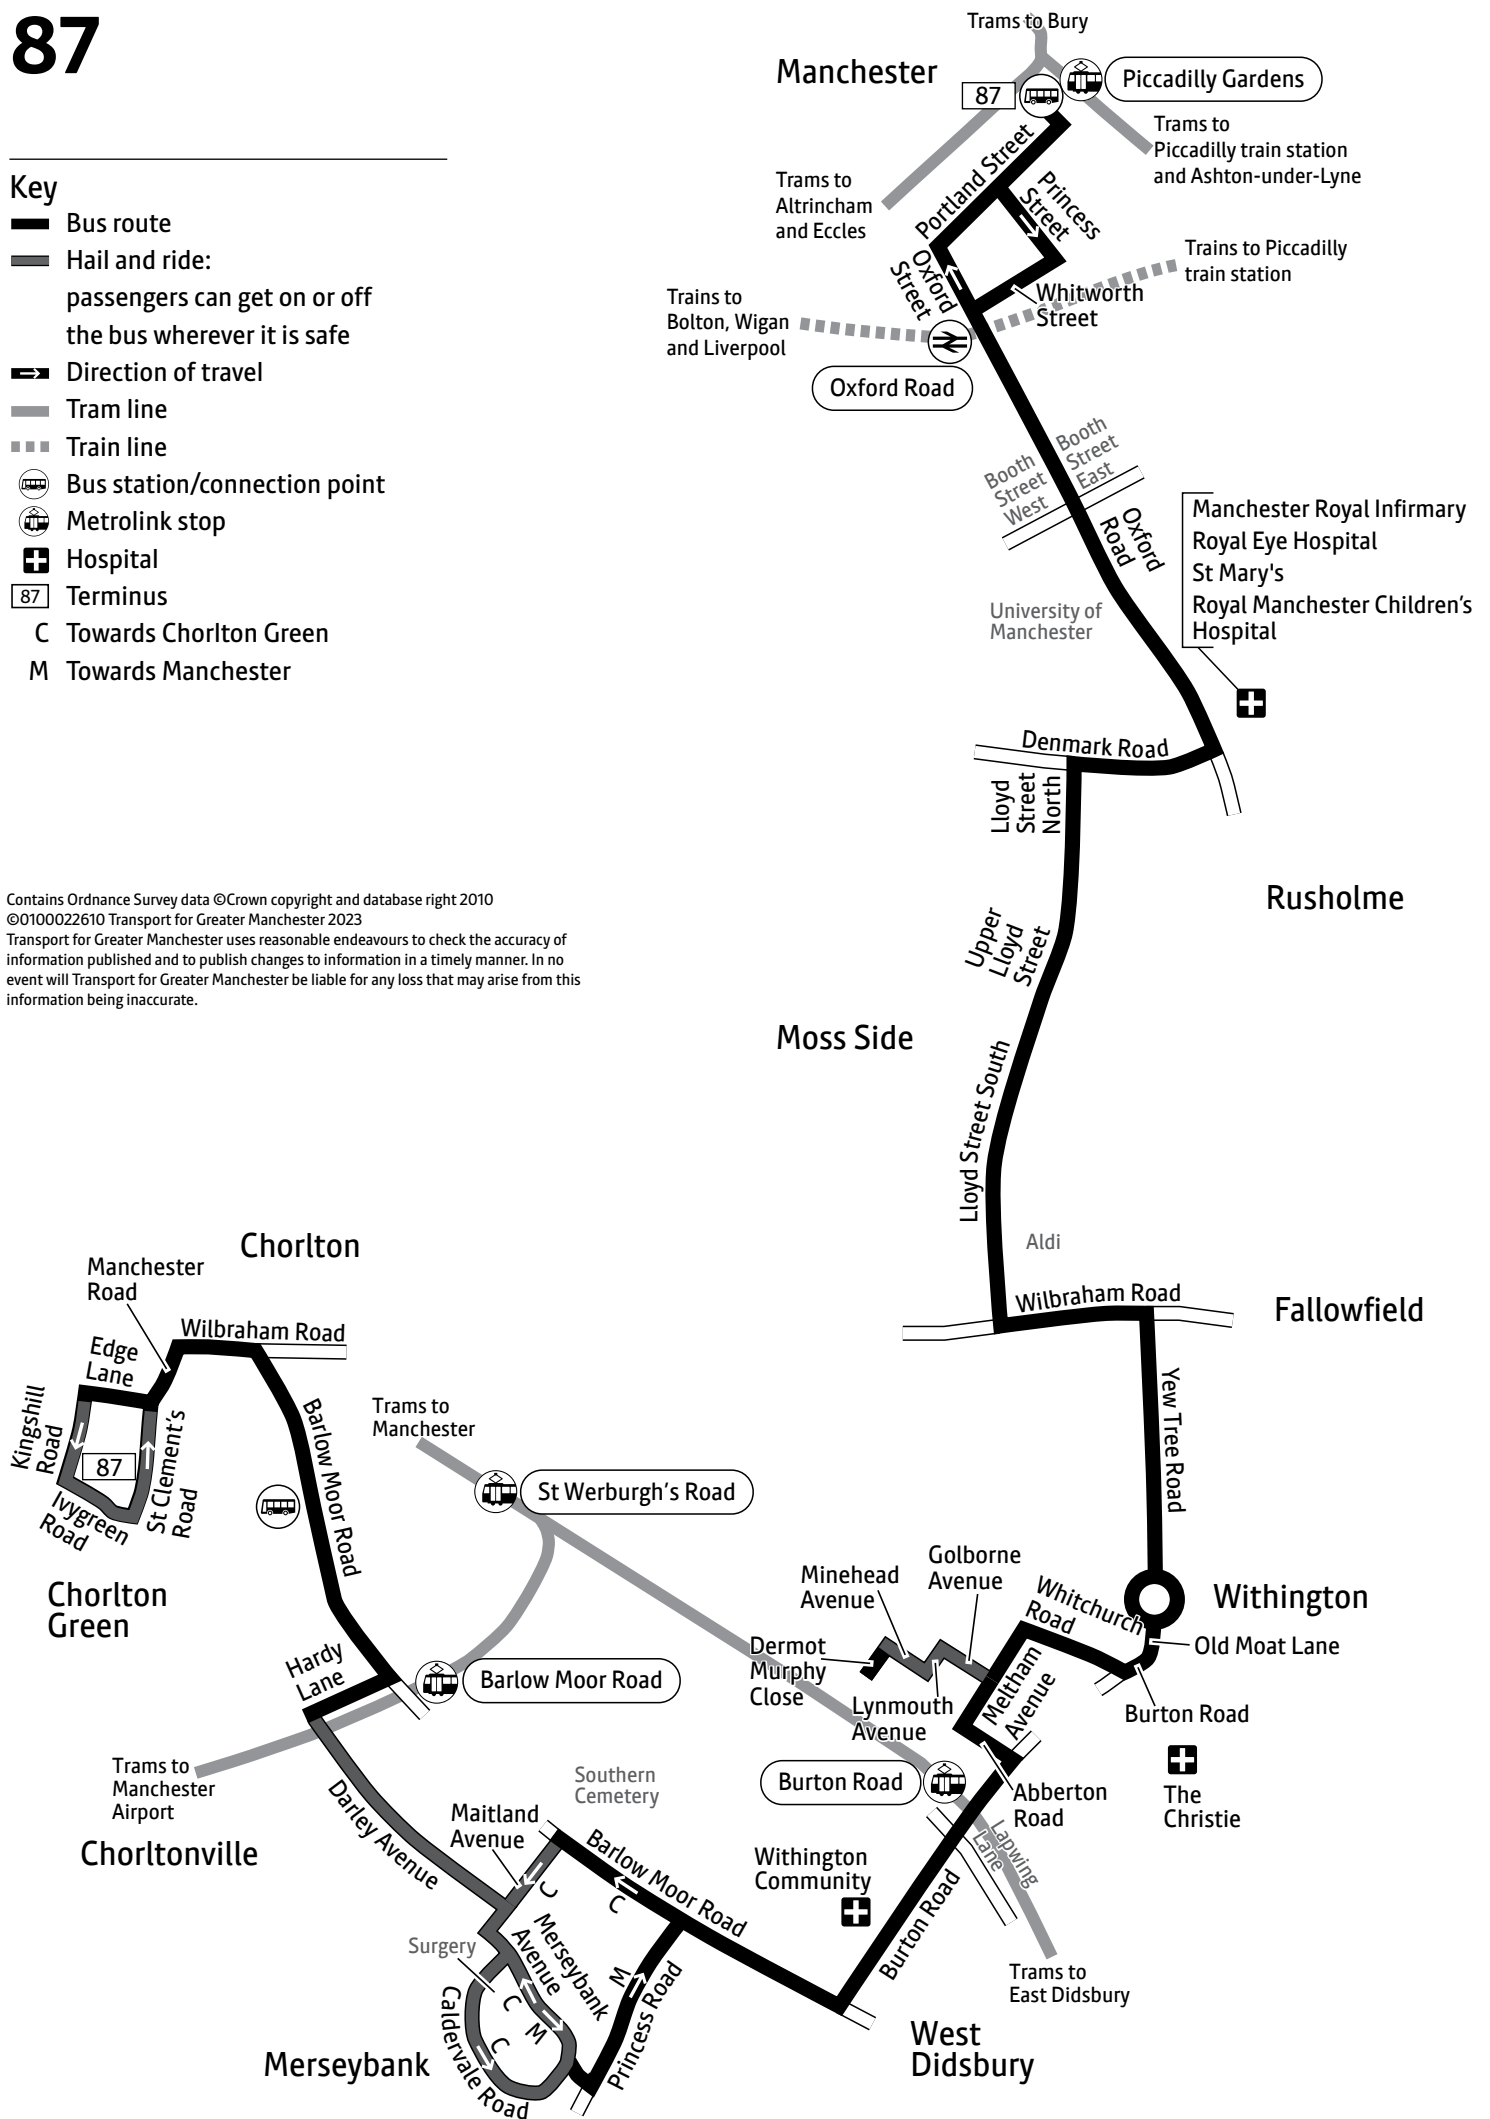 87
Key
Bus route
Hail and ride:
passengers can get on or off
the bus wherever it is safe
Direction of travel
Tram line
Train line
Bus station/connection point
Metrolink stop
Hospital
87 Terminus
C Towards Chorlton Green
M Towards Manchester
Contains Ordnance Survey data ©Crown copyright and database right 2010
©0100022610 Transport for Greater Manchester 2023
Transport for Greater Manchester uses reasonable endeavours to check the accuracy of
information published and to publish changes to information in a timely manner. In no
event will Transport for Greater Manchester be liable for any loss that may arise from this
information being inaccurate.
Trams to Bury
Manchester
87
Piccadilly Gardens
Trams to
Piccadilly train station
and Ashton-under-Lyne
Trams to
Altrincham
and Eccles
Portland Street
Princess
Street
Oxford
Street
Trains to Piccadilly
train station
Whitworth
Street
Trains to
Bolton, Wigan
and Liverpool
Oxford Road
Booth
Street
East
Booth
Street
West
Oxford
Road
Manchester Royal Infirmary
Royal Eye Hospital
St Mary's
Royal Manchester Children's
Hospital
University of
Manchester
Denmark Road
Lloyd
Street
North
Rusholme
Upper
Lloyd
Street
Moss Side
Lloyd Street South
Aldi
Wilbraham Road
Fallowfield
Yew Tree Road
Withington
Old Moat Lane
Whitchurch
Road
Burton Road
The
Christie
Meltham
Avenue
Golborne
Avenue
Minehead
Avenue
Dermot
Murphy
Close
Lynmouth
Avenue
Abberton
Road
Burton Road
Lapwing
Lane
Trams to
East Didsbury
Burton Road
Withington
Community
West
Didsbury
Barlow Moor Road
C
Southern
Cemetery
Maitland
Avenue
C
Merseybank
Avenue
C
M
M
Princess Road
Surgery
C
Caldervale Road
Merseybank
Darley Avenue
Chorltonville
Trams to
Manchester
Airport
Hardy
Lane
Barlow Moor Road
St Werburgh's Road
Trams to
Manchester
Barlow Moor Road
Chorlton
Manchester
Road
Wilbraham Road
Edge
Lane
Kingshill
Road
87
St Clement's
Road
Ivygreen
Road
Chorlton
Green